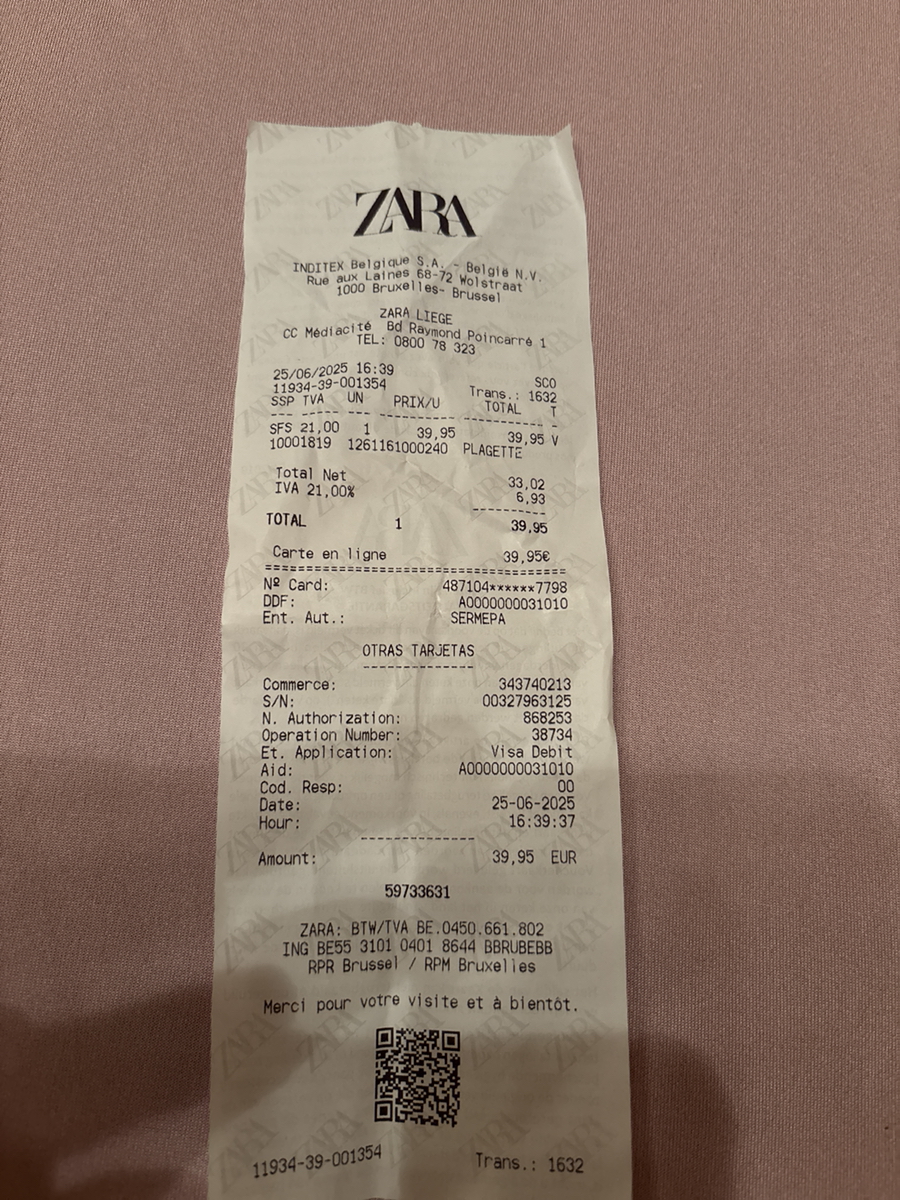 ZARA
INDITEX Belgique S.A. - België N.V.
Rue aux Laines 68-72 Wolstraat
1000 Bruxelles- Brussel
ZARA LIEGE
CC Médiacité Bd Raymond Poincarré 1
TEL: 0800 78 323
25/06/2025 16:39 SCO
11934-39-001354 Trans.: 1632
SSP TVA UN PRIX/U TOTAL T
SFS 21,00 1 39,95 39,95 V
10001819 1261161000240 PLAGETTE
Total Net 33,02
IVA 21,00% 6,93
TOTAL 1 39,95
Carte en ligne 39,95€
Nº Card: 487104******7798
DDF: A0000000031010
Ent. Aut.: SERMEPA
OTRAS TARJETAS
Commerce: 343740213
S/N: 00327963125
N. Authorization: 868253
Operation Number: 38734
Et. Application: Visa Debit
Aid: A0000000031010
Cod. Resp: 00
Date: 25-06-2025
Hour: 16:39:37
Amount: 39,95 EUR
59733631
ZARA: BTW/TVA BE.0450.661.802
ING BE55 3101 0401 8644 BBRUBEBB
RPR Brussel / RPM Bruxelles
Merci pour votre visite et à bientôt.
11934-39-001354 Trans.: 1632